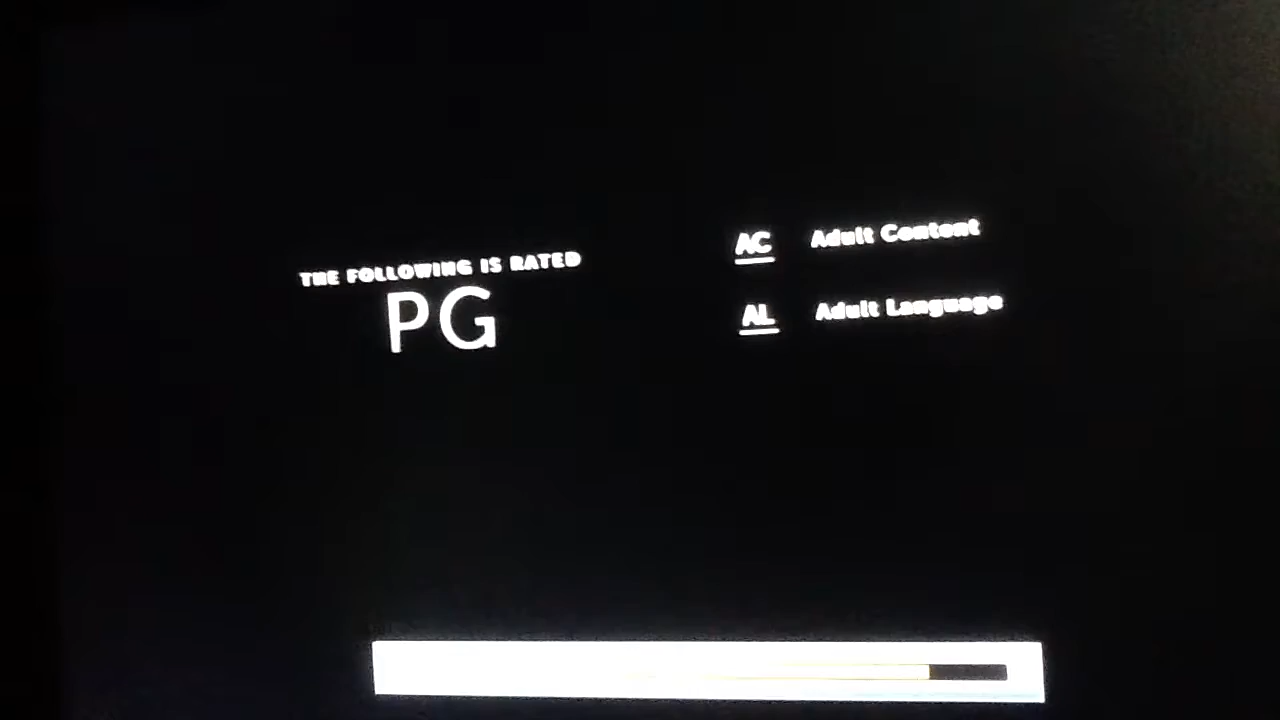 THE FOLLOWING IS RATED
PG
AC Adult Content
AL Adult Language